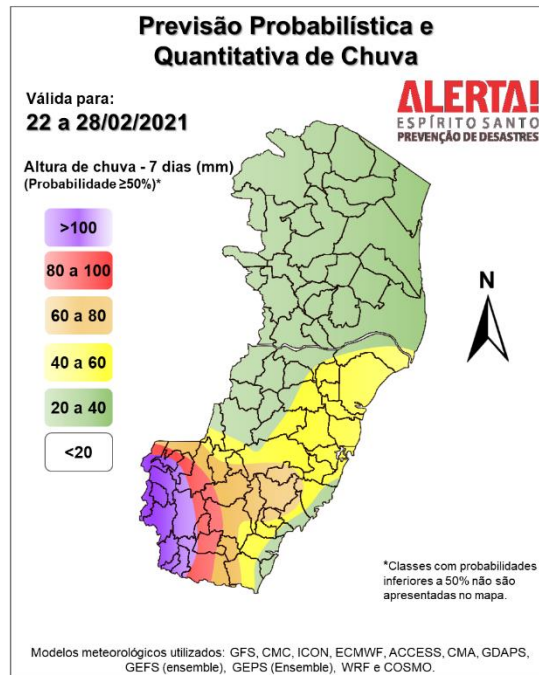 Previsão Probabilística e
Quantitativa de Chuva
Válida para:
22 a 28/02/2021
ALERTA!
ESPÍRITO SANTO
PREVENÇÃO DE DESASTRES
Altura de chuva - 7 dias (mm)
(Probabilidade ≥50%)*
>100
80 a 100
60 a 80
40 a 60
20 a 40
<20
N
*Classes com probabilidades
inferiores a 50% não são
apresentadas no mapa.
Modelos meteorológicos utilizados: GFS, CMC, ICON, ECMWF, ACCESS, CMA, GDAPS,
GEFS (ensemble), GEPS (Ensemble), WRF e COSMO.